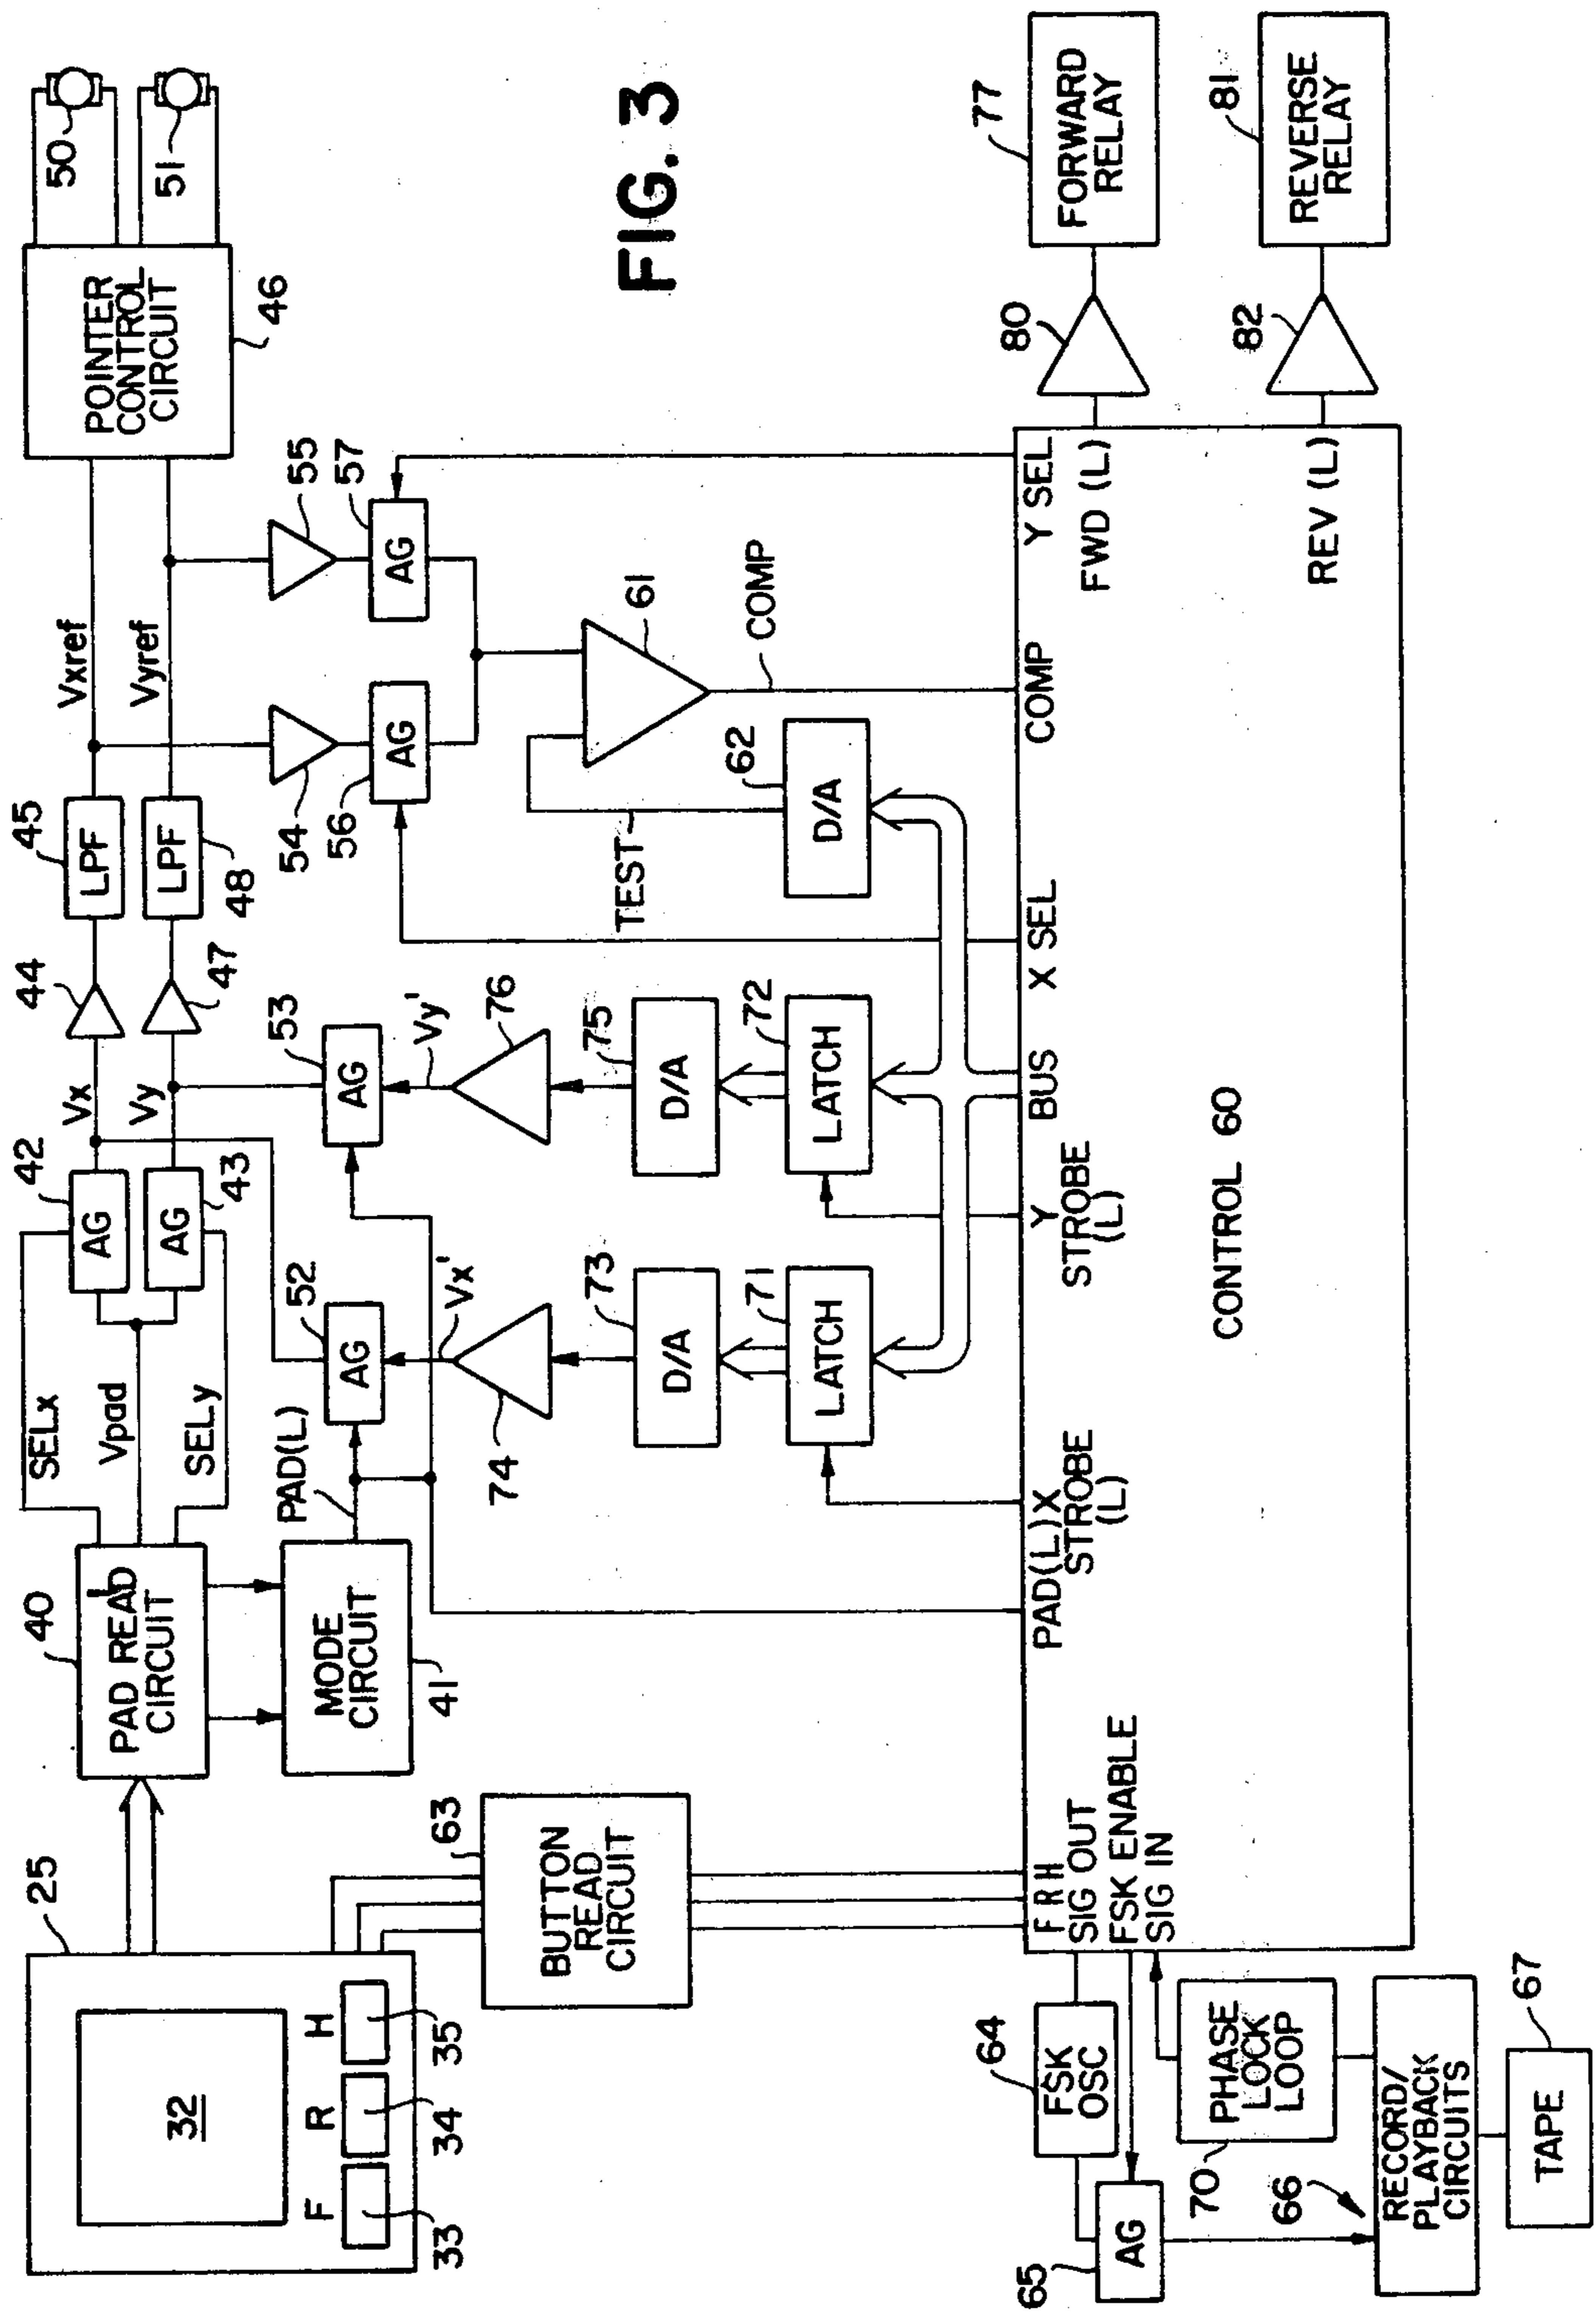 FIG. 3
25
32
F
R
H
33
34
35
40
PAD READ
CIRCUIT
SELx
Vpad
SELy
42
AG
AG
43
Vx
Vy
44
47
45
LPF
LPF
48
Vxref
Vyref
POINTER
CONTROL
CIRCUIT
46
50
51
MODE
CIRCUIT
41
PAD(L)
52
AG
53
AG
Vx'
Vy'
74
76
54
55
56
AG
57
AG
73
D/A
75
D/A
71
LATCH
72
LATCH
TEST
62
D/A
61
COMP
63
BUTTON
READ
CIRCUIT
F R H
SIG OUT
FSK ENABLE
SIG IN
PAD(L)
X
STROBE
(L)
Y
STROBE
(L)
BUS
X SEL
COMP
Y SEL
FWD (L)
REV (L)
CONTROL 60
80
77
FORWARD
RELAY
82
81
REVERSE
RELAY
64
FSK
OSC
65
AG
PHASE
LOCK
LOOP
70
66
RECORD/
PLAYBACK
CIRCUITS
TAPE
67